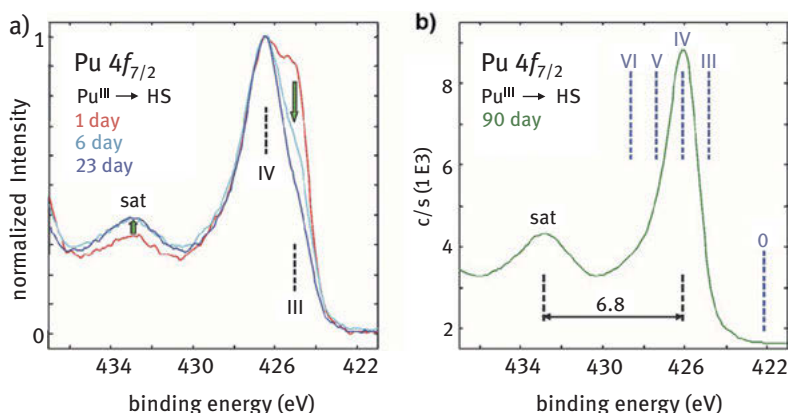 a)
Pu 4f7/2
Puᴵᴵᴵ → HS
1 day
6 day
23 day
sat
IV
III
1
0
normalized Intensity
434 430 426 422
binding energy (eV)
b)
Pu 4f7/2
Puᴵᴵᴵ → HS
90 day
VI V IV III
sat
0
6.8
8
6
4
2
c/s (1 E3)
434 430 426 422
binding energy (eV)